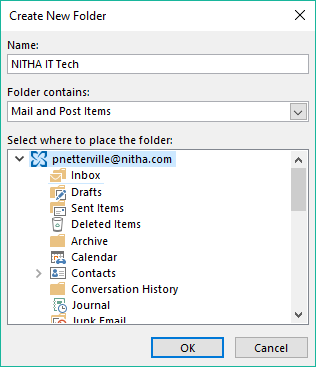 Create New Folder
Name:
NITHA IT Tech
Folder contains:
Mail and Post Items
Select where to place the folder:
pnetterville@nitha.com
Inbox
Drafts
Sent Items
Deleted Items
Archive
Calendar
Contacts
Conversation History
Journal
Junk Email
OK Cancel